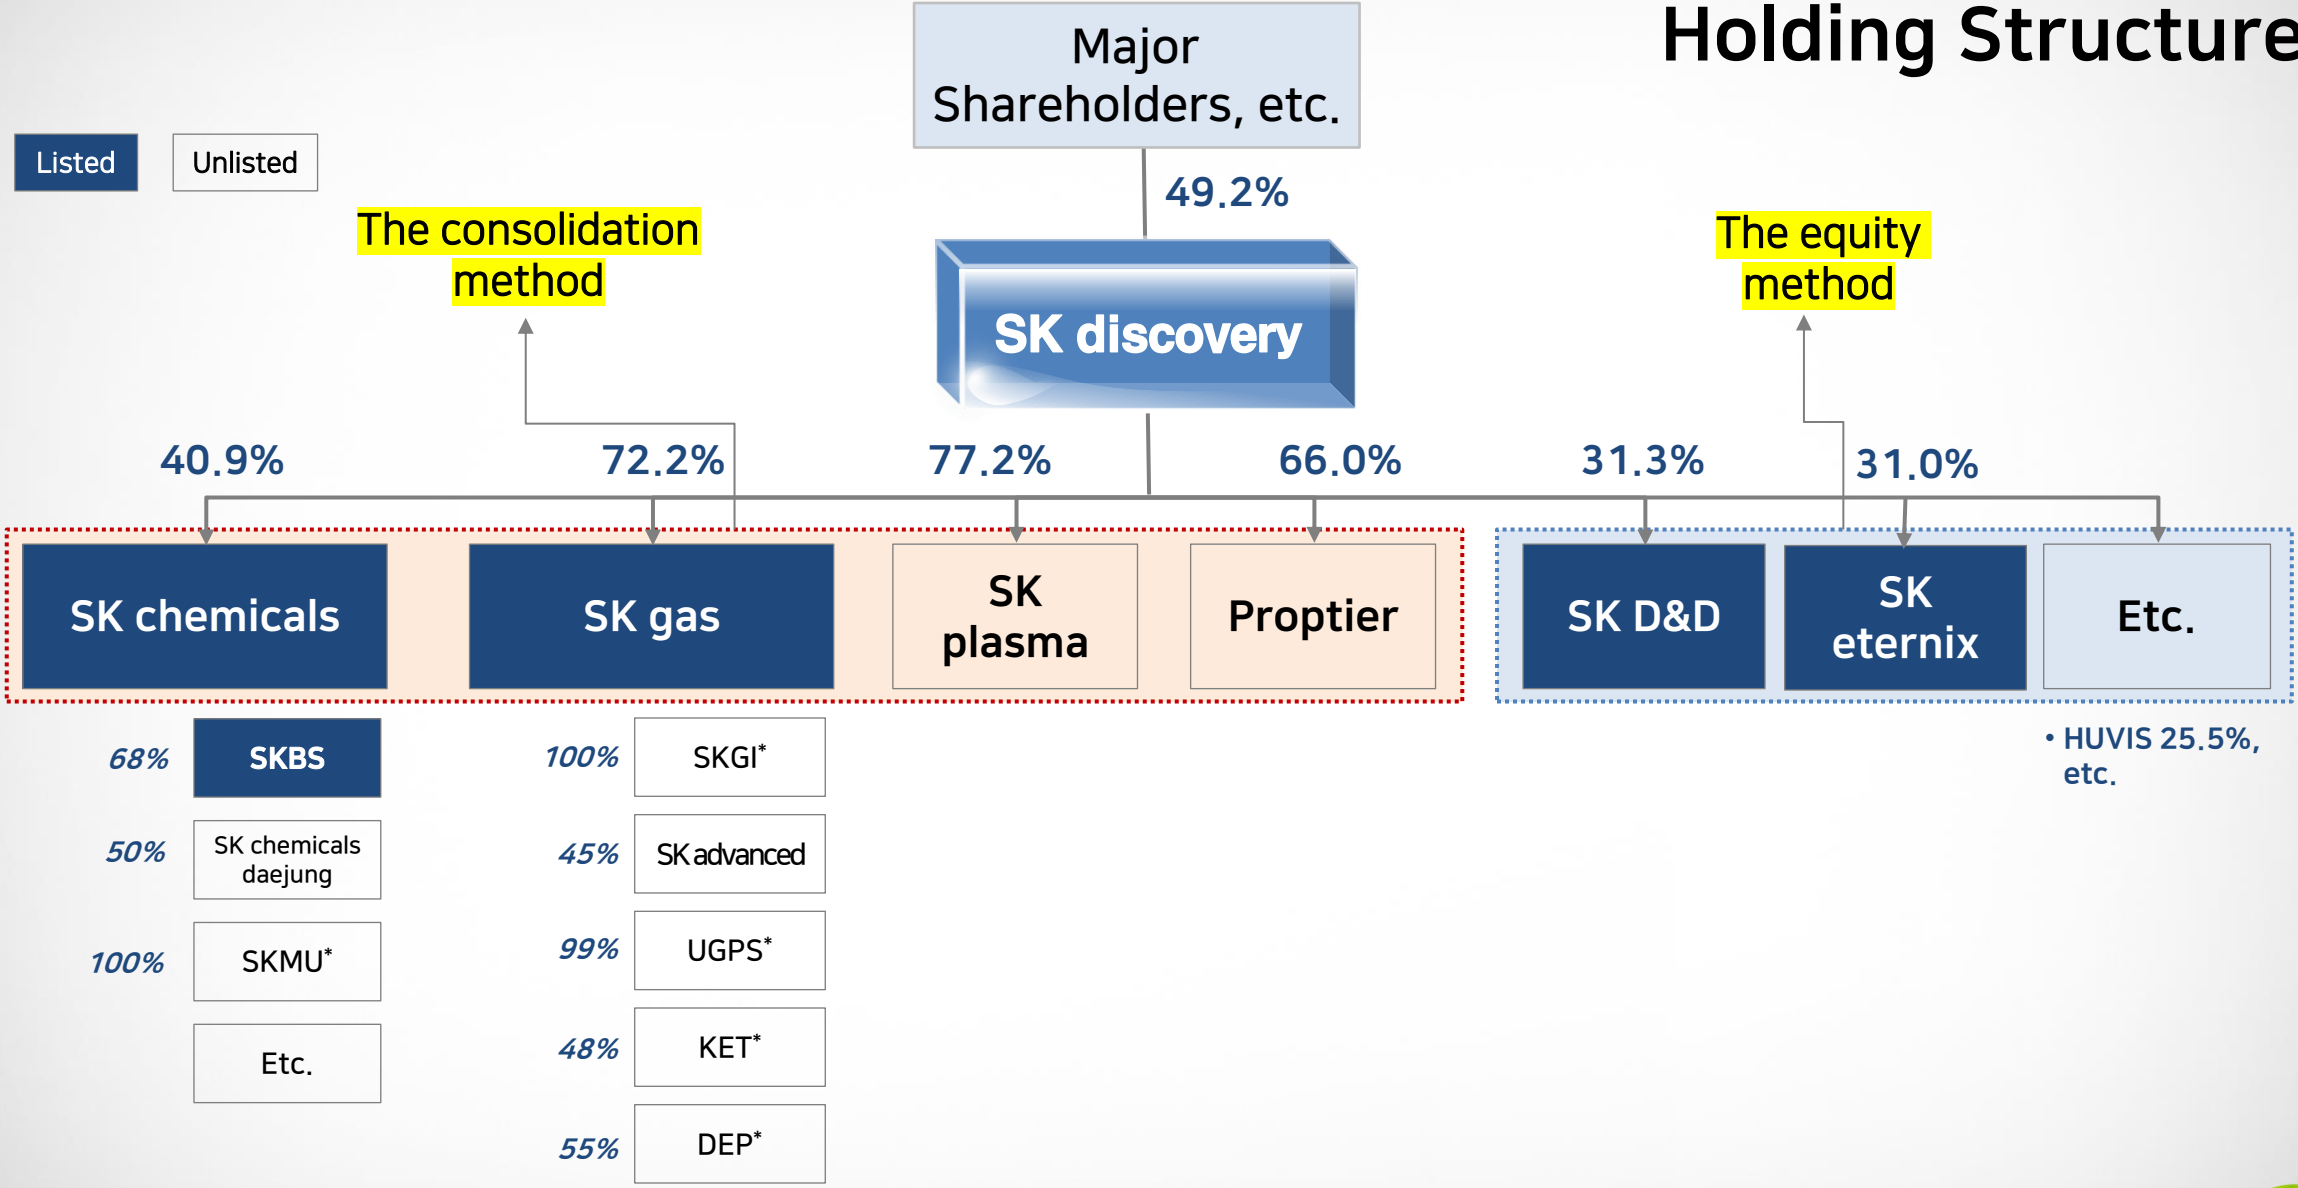 Holding Structure
Major
Shareholders, etc.
Listed
Unlisted
49.2%
The consolidation
method
The equity
method
SK discovery
40.9%
72.2%
77.2%
66.0%
31.3%
31.0%
SK chemicals
SK gas
SK
plasma
Proptier
SK D&D
SK
eternix
Etc.
68%
SKBS
50%
SK chemicals
daejung
100%
SKMU*
Etc.
100%
SKGI*
45%
SK advanced
99%
UGPS*
48%
KET*
55%
DEP*
• HUVIS 25.5%,
etc.